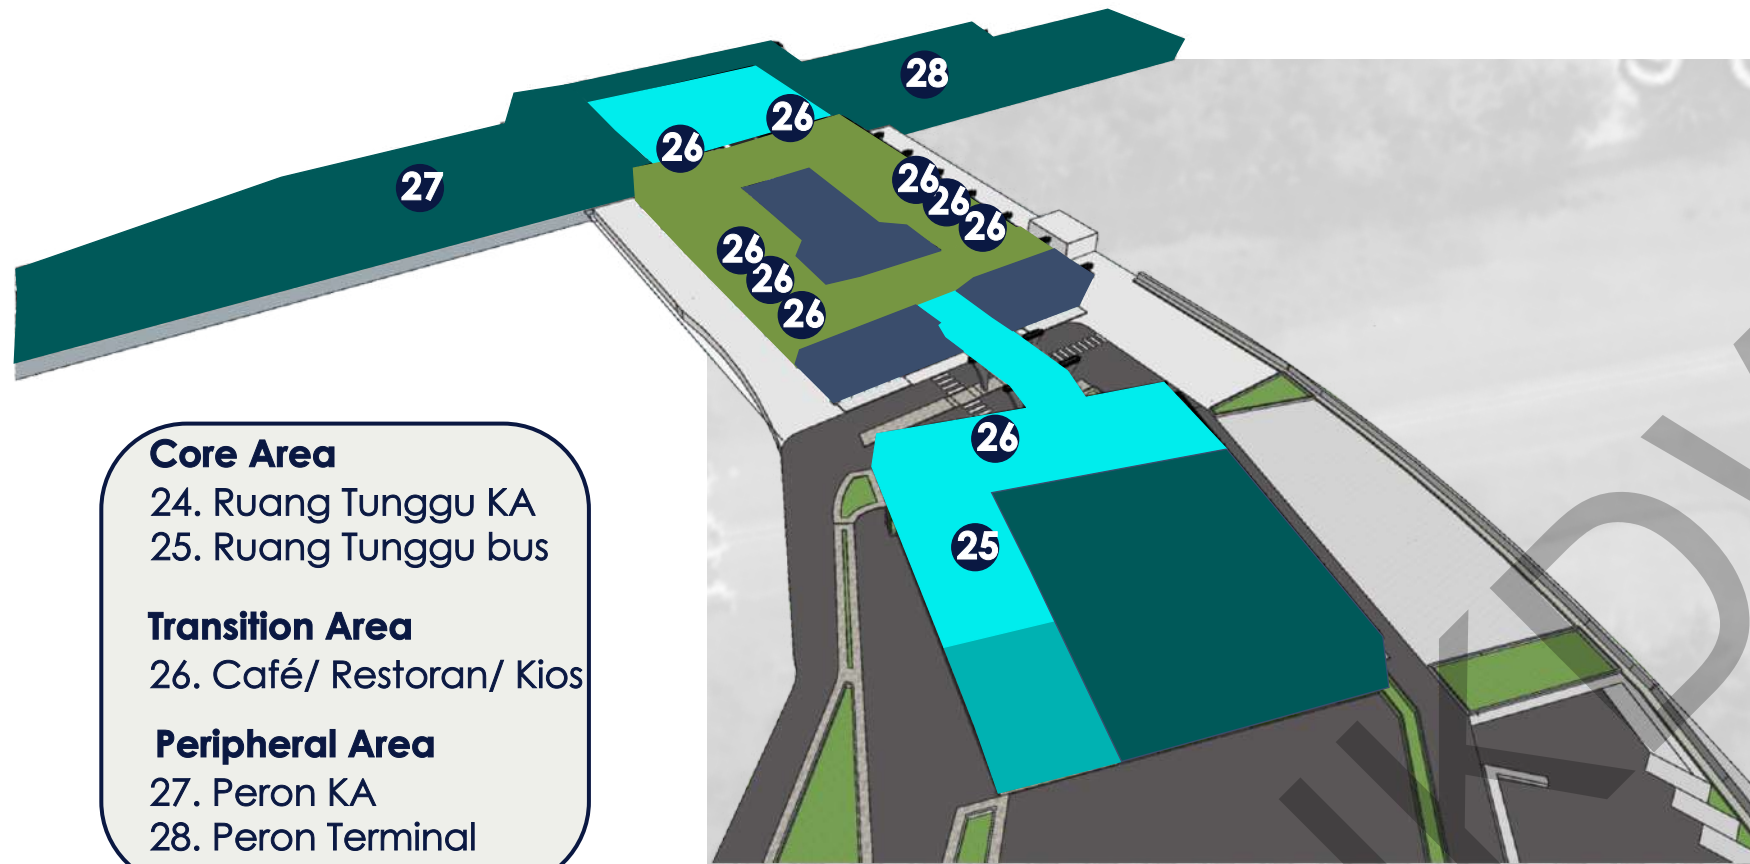 28
26
26
27
26
26
26
26
26
26
26
25
Core Area
24. Ruang Tunggu KA
25. Ruang Tunggu bus
Transition Area
26. Café/ Restoran/ Kios
Peripheral Area
27. Peron KA
28. Peron Terminal